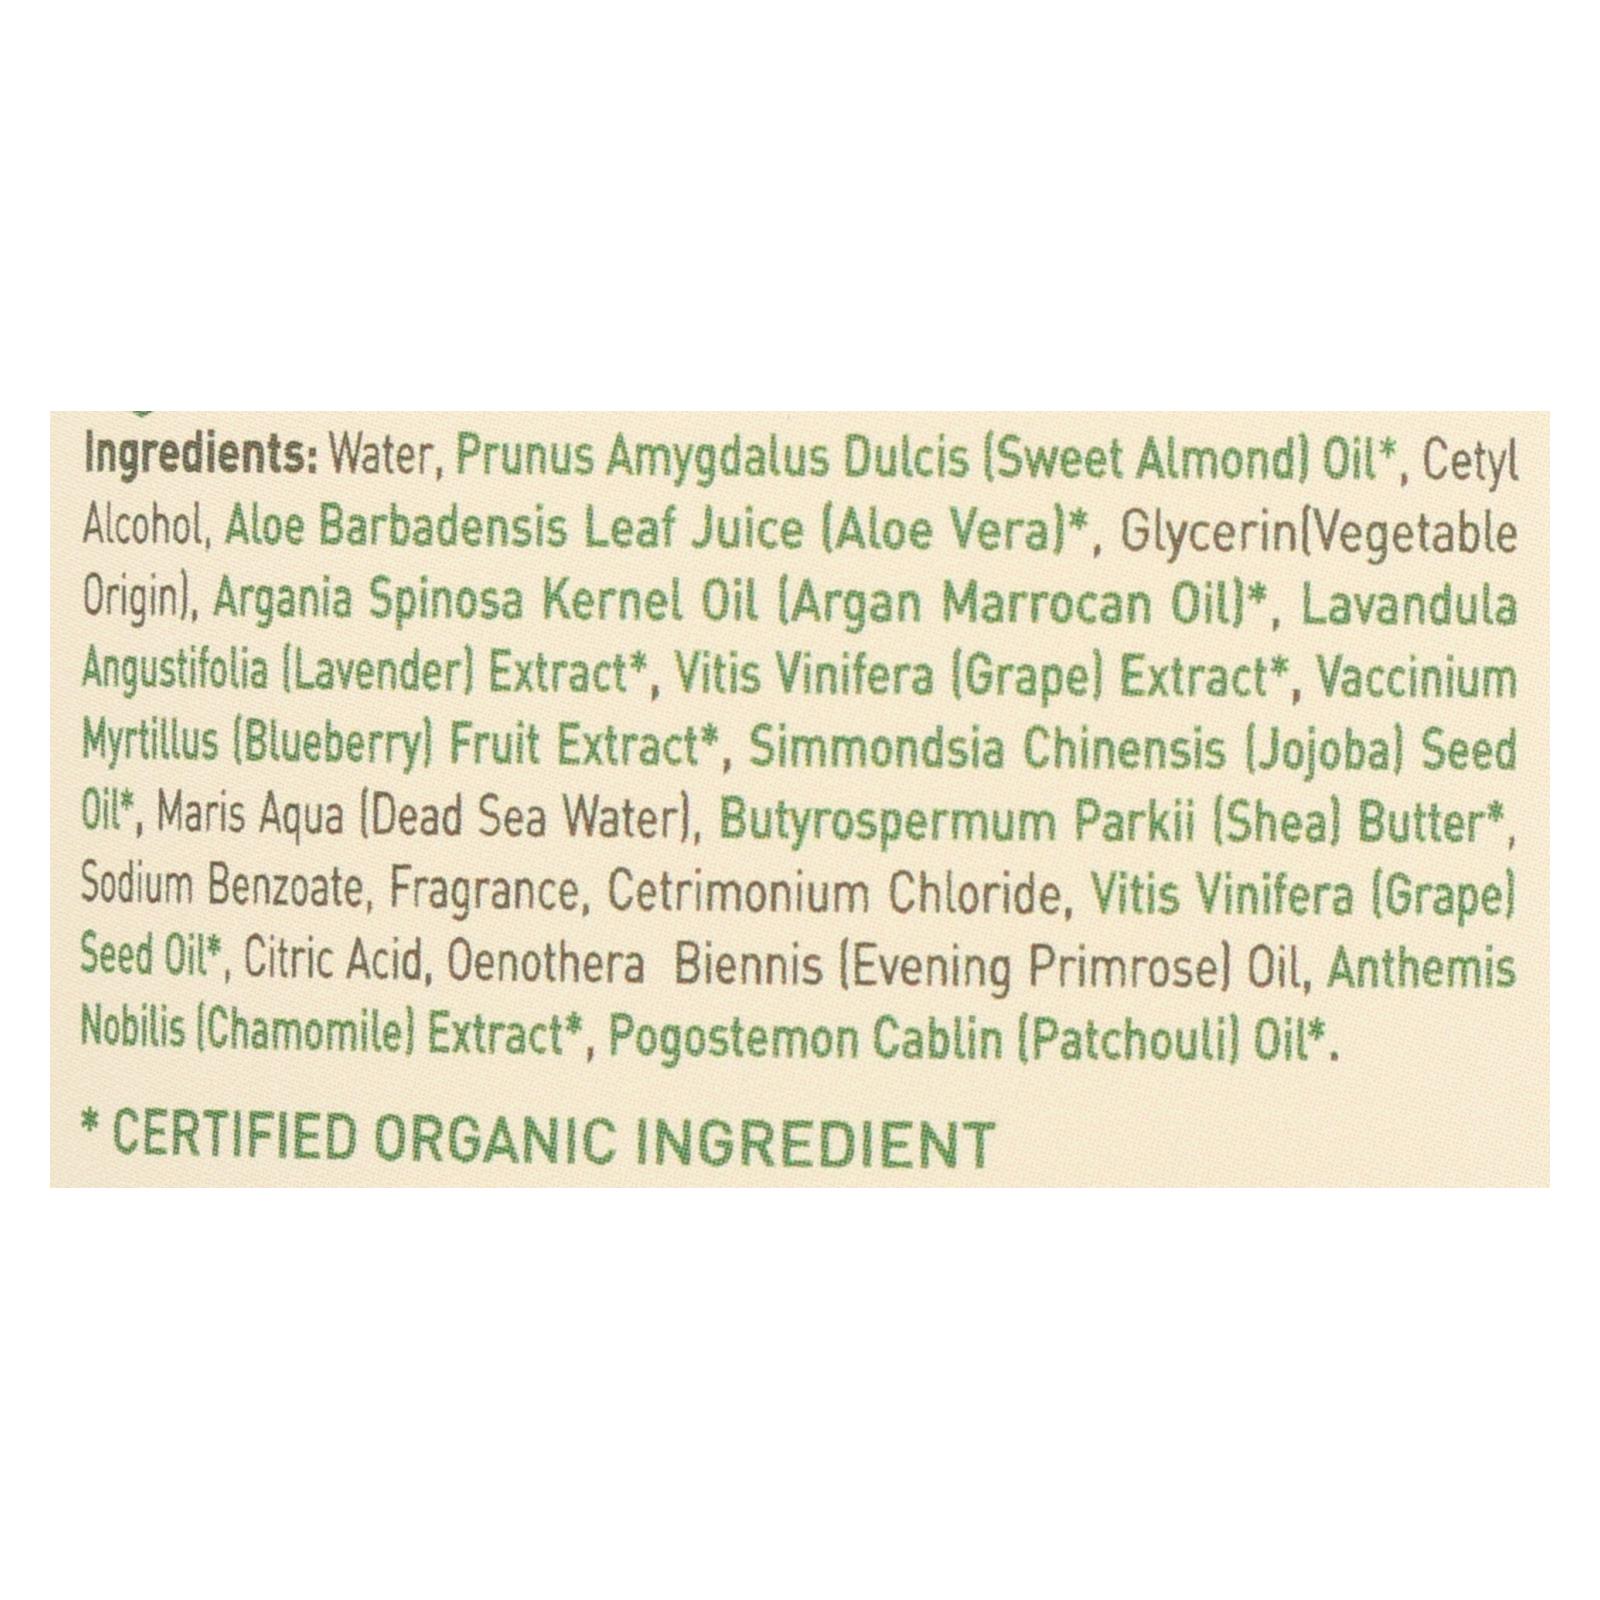 Ingredients: Water, Prunus Amygdalus Dulcis (Sweet Almond) Oil*, Cetyl
Alcohol, Aloe Barbadensis Leaf Juice (Aloe Vera)*, Glycerin(Vegetable
Origin), Argania Spinosa Kernel Oil (Argan Marrocan Oil)*, Lavandula
Angustifolia (Lavender) Extract*, Vitis Vinifera (Grape) Extract*, Vaccinium
Myrtillus (Blueberry) Fruit Extract*, Simmondsia Chinensis (Jojoba) Seed
Oil*, Maris Aqua (Dead Sea Water), Butyrospermum Parkii (Shea) Butter*,
Sodium Benzoate, Fragrance, Cetrimonium Chloride, Vitis Vinifera (Grape)
Seed Oil*, Citric Acid, Oenothera Biennis (Evening Primrose) Oil, Anthemis
Nobilis (Chamomile) Extract*, Pogostemon Cablin (Patchouli) Oil*.
* CERTIFIED ORGANIC INGREDIENT